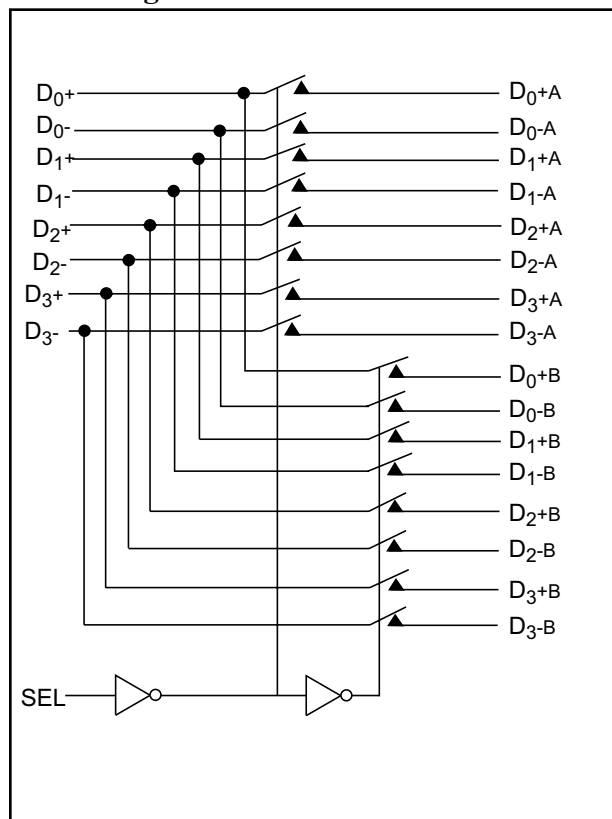 D0+ D0+A
D0- D0-A
D1+ D1+A
D1- D1-A
D2+ D2+A
D2- D2-A
D3+ D3+A
D3- D3-A
D0+B
D0-B
D1+B
D1-B
D2+B
D2-B
D3+B
D3-B
SEL